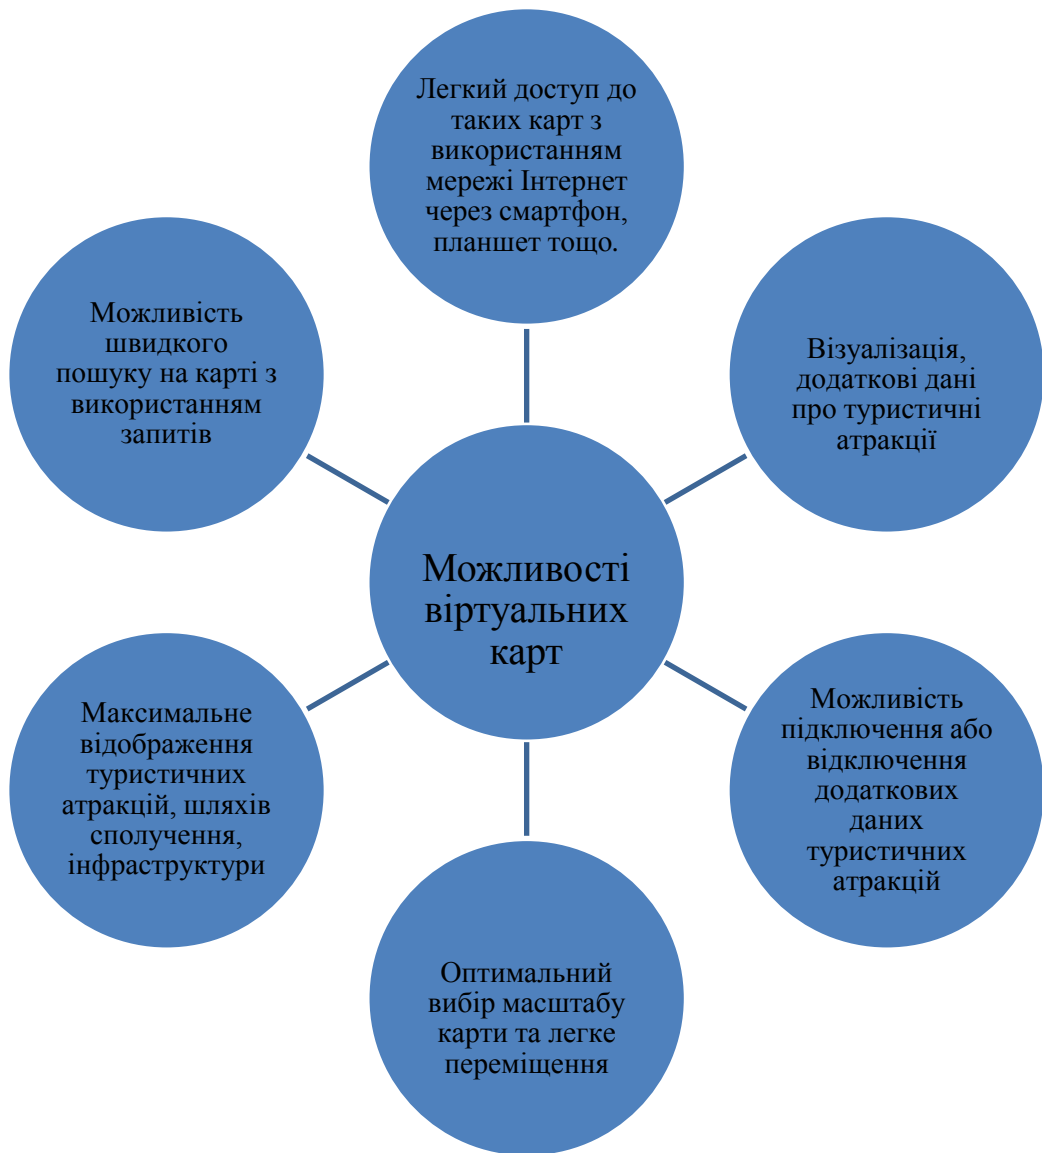 Легкий доступ до
таких карт з
використанням
мережі Інтернет
через смартфон,
планшет тощо.
Візуалізація,
додаткові дані
про туристичні
атракції
Можливість
підключення або
відключення
додаткових
даних
туристичних
атракцій
Оптимальний
вибір масштабу
карти та легке
переміщення
Максимальне
відображення
туристичних
атракцій, шляхів
сполучення,
інфраструктури
Можливість
швидкого
пошуку на карті з
використанням
запитів
Можливості
віртуальних
карт